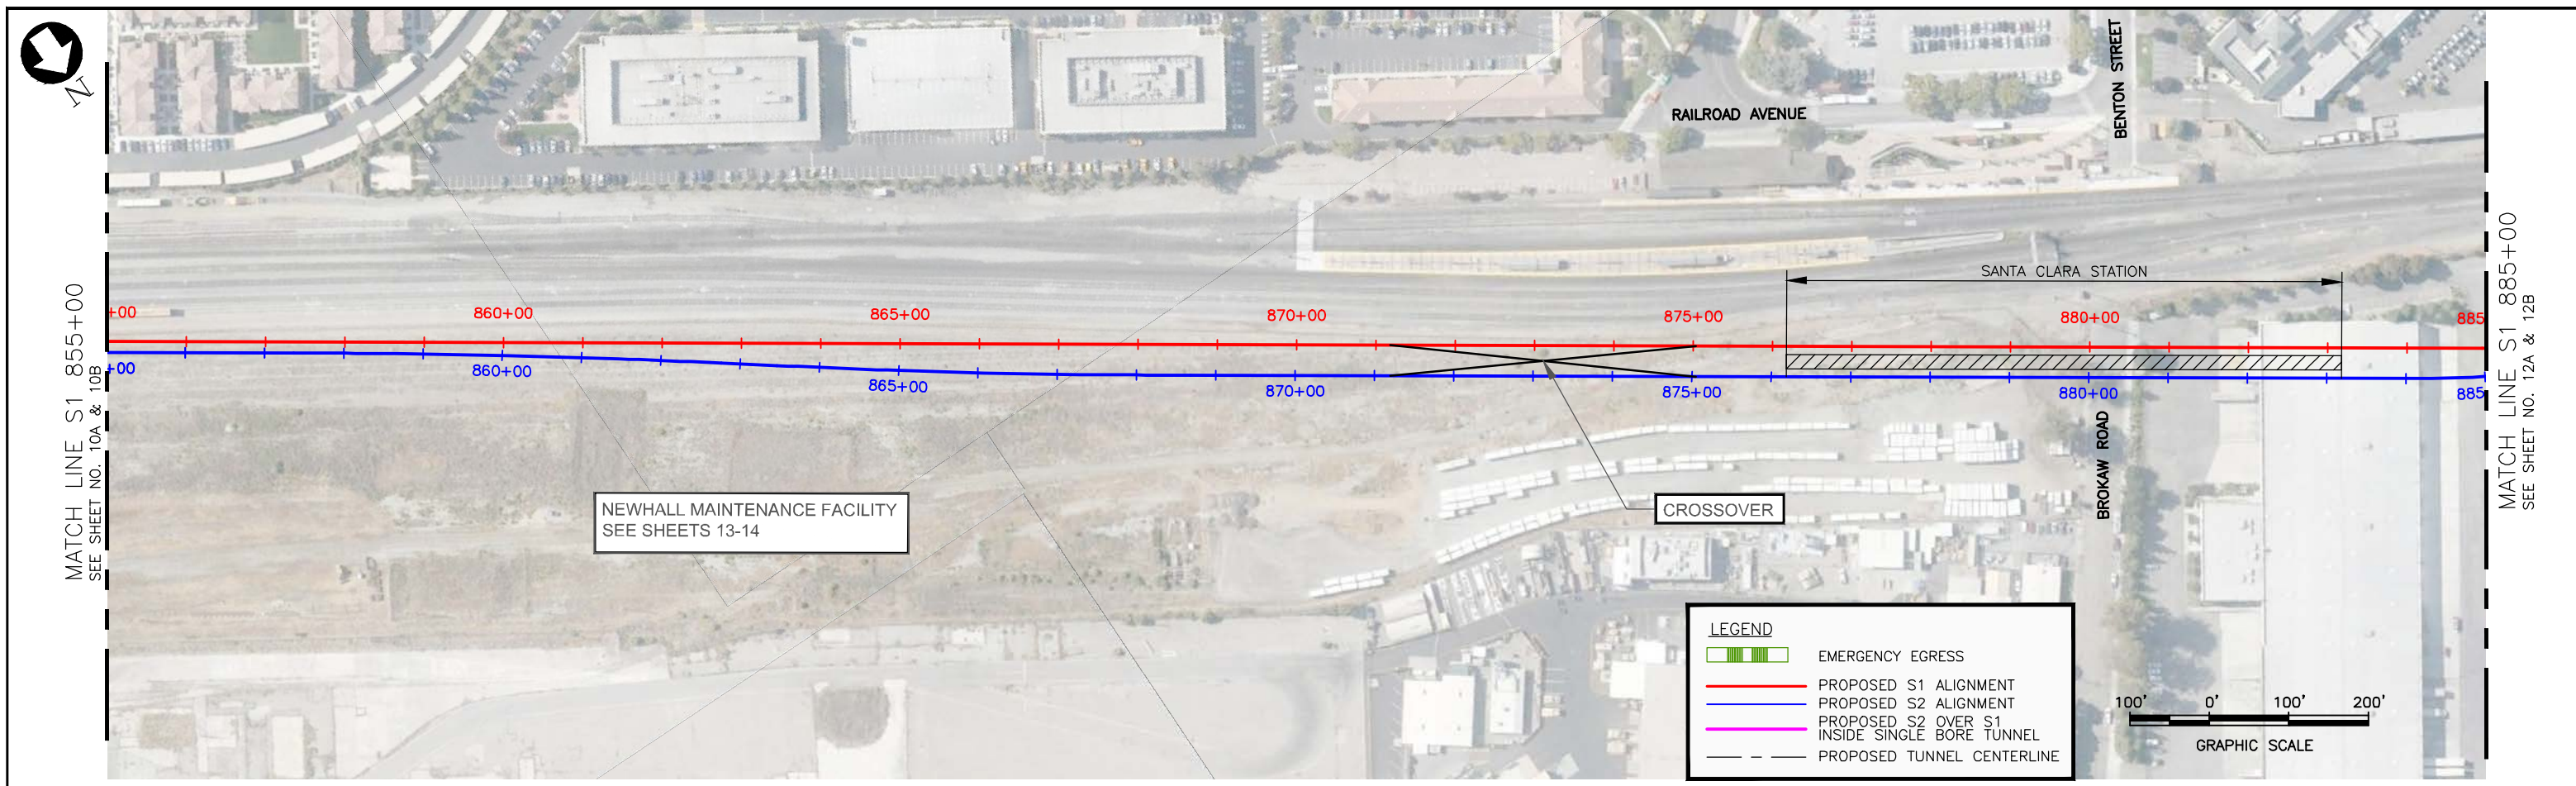 N
MATCH LINE S1 855+00
SEE SHEET NO. 10A & 10B
RAILROAD AVENUE
BENTON STREET
SANTA CLARA STATION
+00
860+00
865+00
870+00
875+00
880+00
885
+00
860+00
865+00
870+00
875+00
880+00
885
BROKAW ROAD
NEWHALL MAINTENANCE FACILITY
SEE SHEETS 13-14
CROSSOVER
LEGEND
EMERGENCY EGRESS
PROPOSED S1 ALIGNMENT
PROPOSED S2 ALIGNMENT
PROPOSED S2 OVER S1
INSIDE SINGLE BORE TUNNEL
PROPOSED TUNNEL CENTERLINE
100' 0' 100' 200'
GRAPHIC SCALE
MATCH LINE S1 885+00
SEE SHEET NO. 12A & 12B